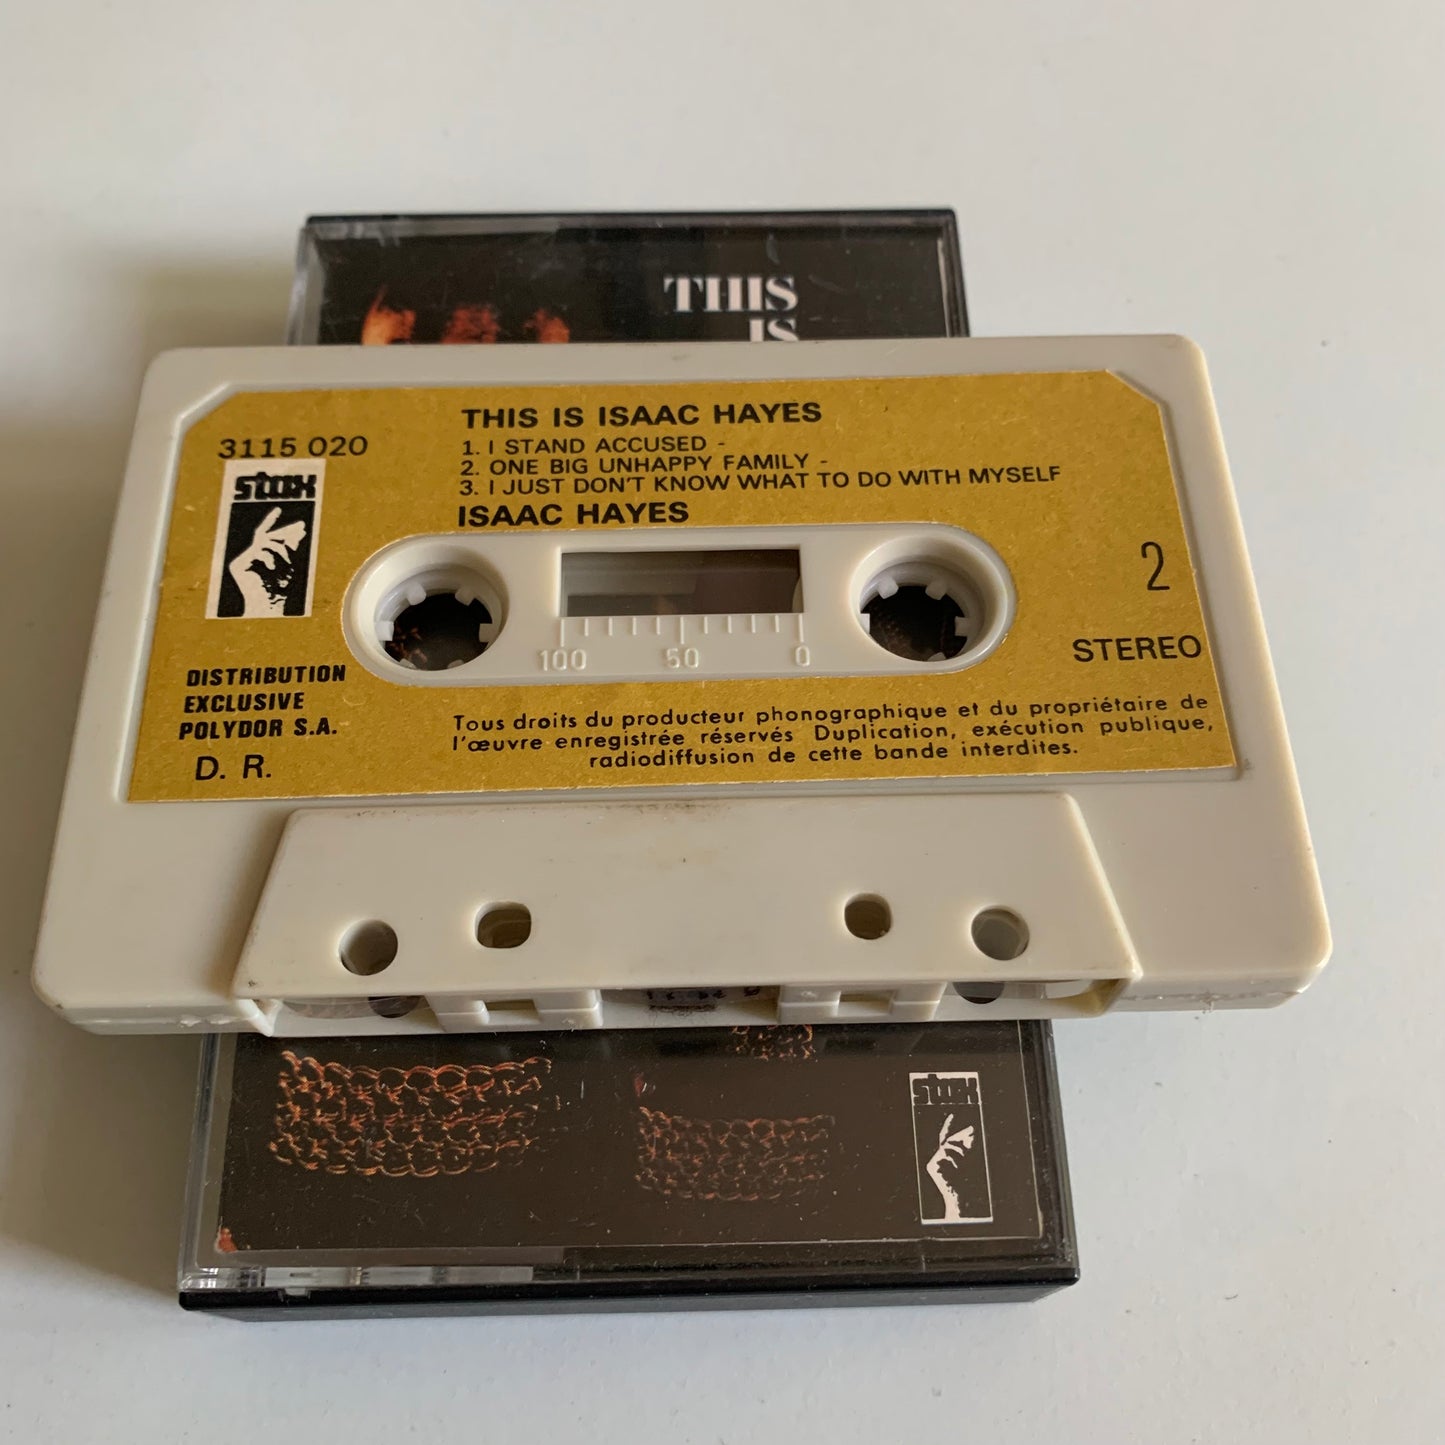 THIS
IS
THIS IS ISAAC HAYES
3115 020
1. I STAND ACCUSED -
2. ONE BIG UNHAPPY FAMILY -
3. I JUST DON'T KNOW WHAT TO DO WITH MYSELF
ISAAC HAYES
stax
2
100 50 0
STEREO
DISTRIBUTION
EXCLUSIVE
POLYDOR S.A.
D. R.
Tous droits du producteur phonographique et du propriétaire de
l'œuvre enregistrée réservés Duplication, exécution publique,
radiodiffusion de cette bande interdites.
stax